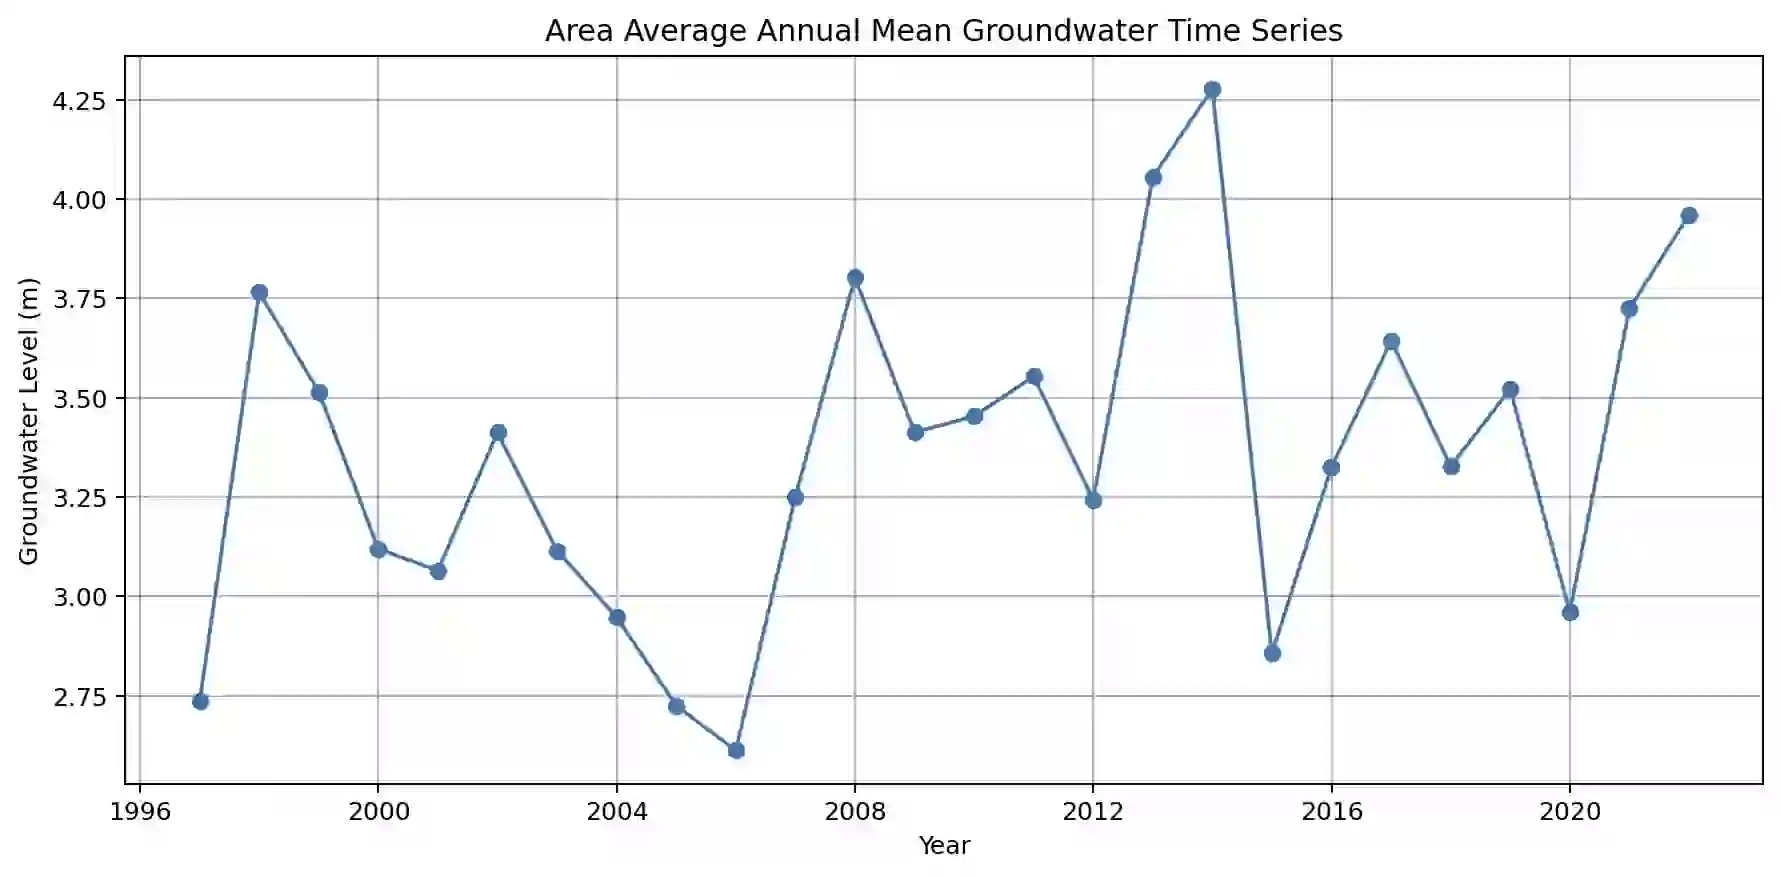 Area Average Annual Mean Groundwater Time Series
Groundwater Level (m)
4.25
4.00
3.75
3.50
3.25
3.00
2.75
1996 2000 2004 2008 2012 2016 2020
Year